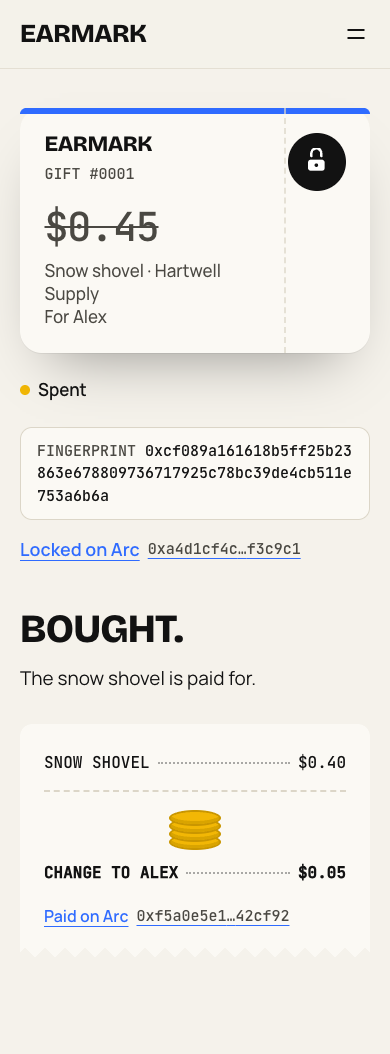 EARMARK
EARMARK
GIFT #0001
$0.45
Snow shovel · Hartwell
Supply
For Alex
Spent
FINGERPRINT 0xcf089a161618b5ff25b23
863e678809736717925c78bc39de4cb511e
753a6b6a
Locked on Arc 0xa4d1cf4c…f3c9c1
BOUGHT.
The snow shovel is paid for.
SNOW SHOVEL $0.40
CHANGE TO ALEX $0.05
Paid on Arc 0xf5a0e5e1…42cf92